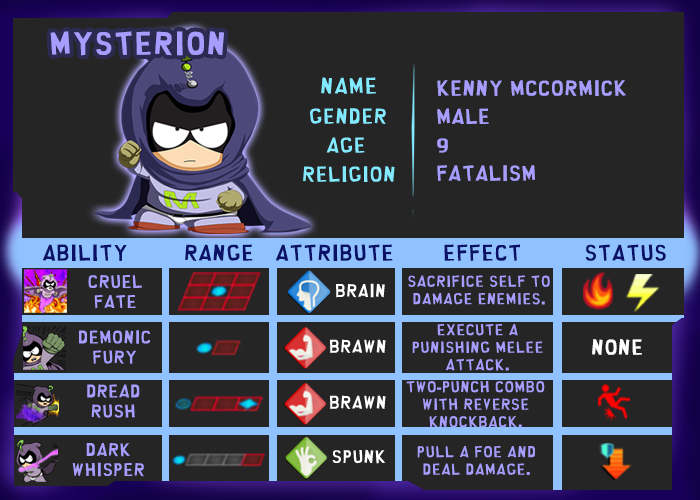 MYSTERION
NAME KENNY MCCORMICK
GENDER MALE
AGE 9
RELIGION FATALISM
ABILITY RANGE ATTRIBUTE EFFECT STATUS
CRUEL
FATE
BRAIN
SACRIFICE SELF TO
DAMAGE ENEMIES.
DEMONIC
FURY
BRAWN
EXECUTE A
PUNISHING MELEE
ATTACK.
NONE
DREAD
RUSH
BRAWN
TWO-PUNCH COMBO
WITH REVERSE
KNOCKBACK.
DARK
WHISPER
SPUNK
PULL A FOE AND
DEAL DAMAGE.
M